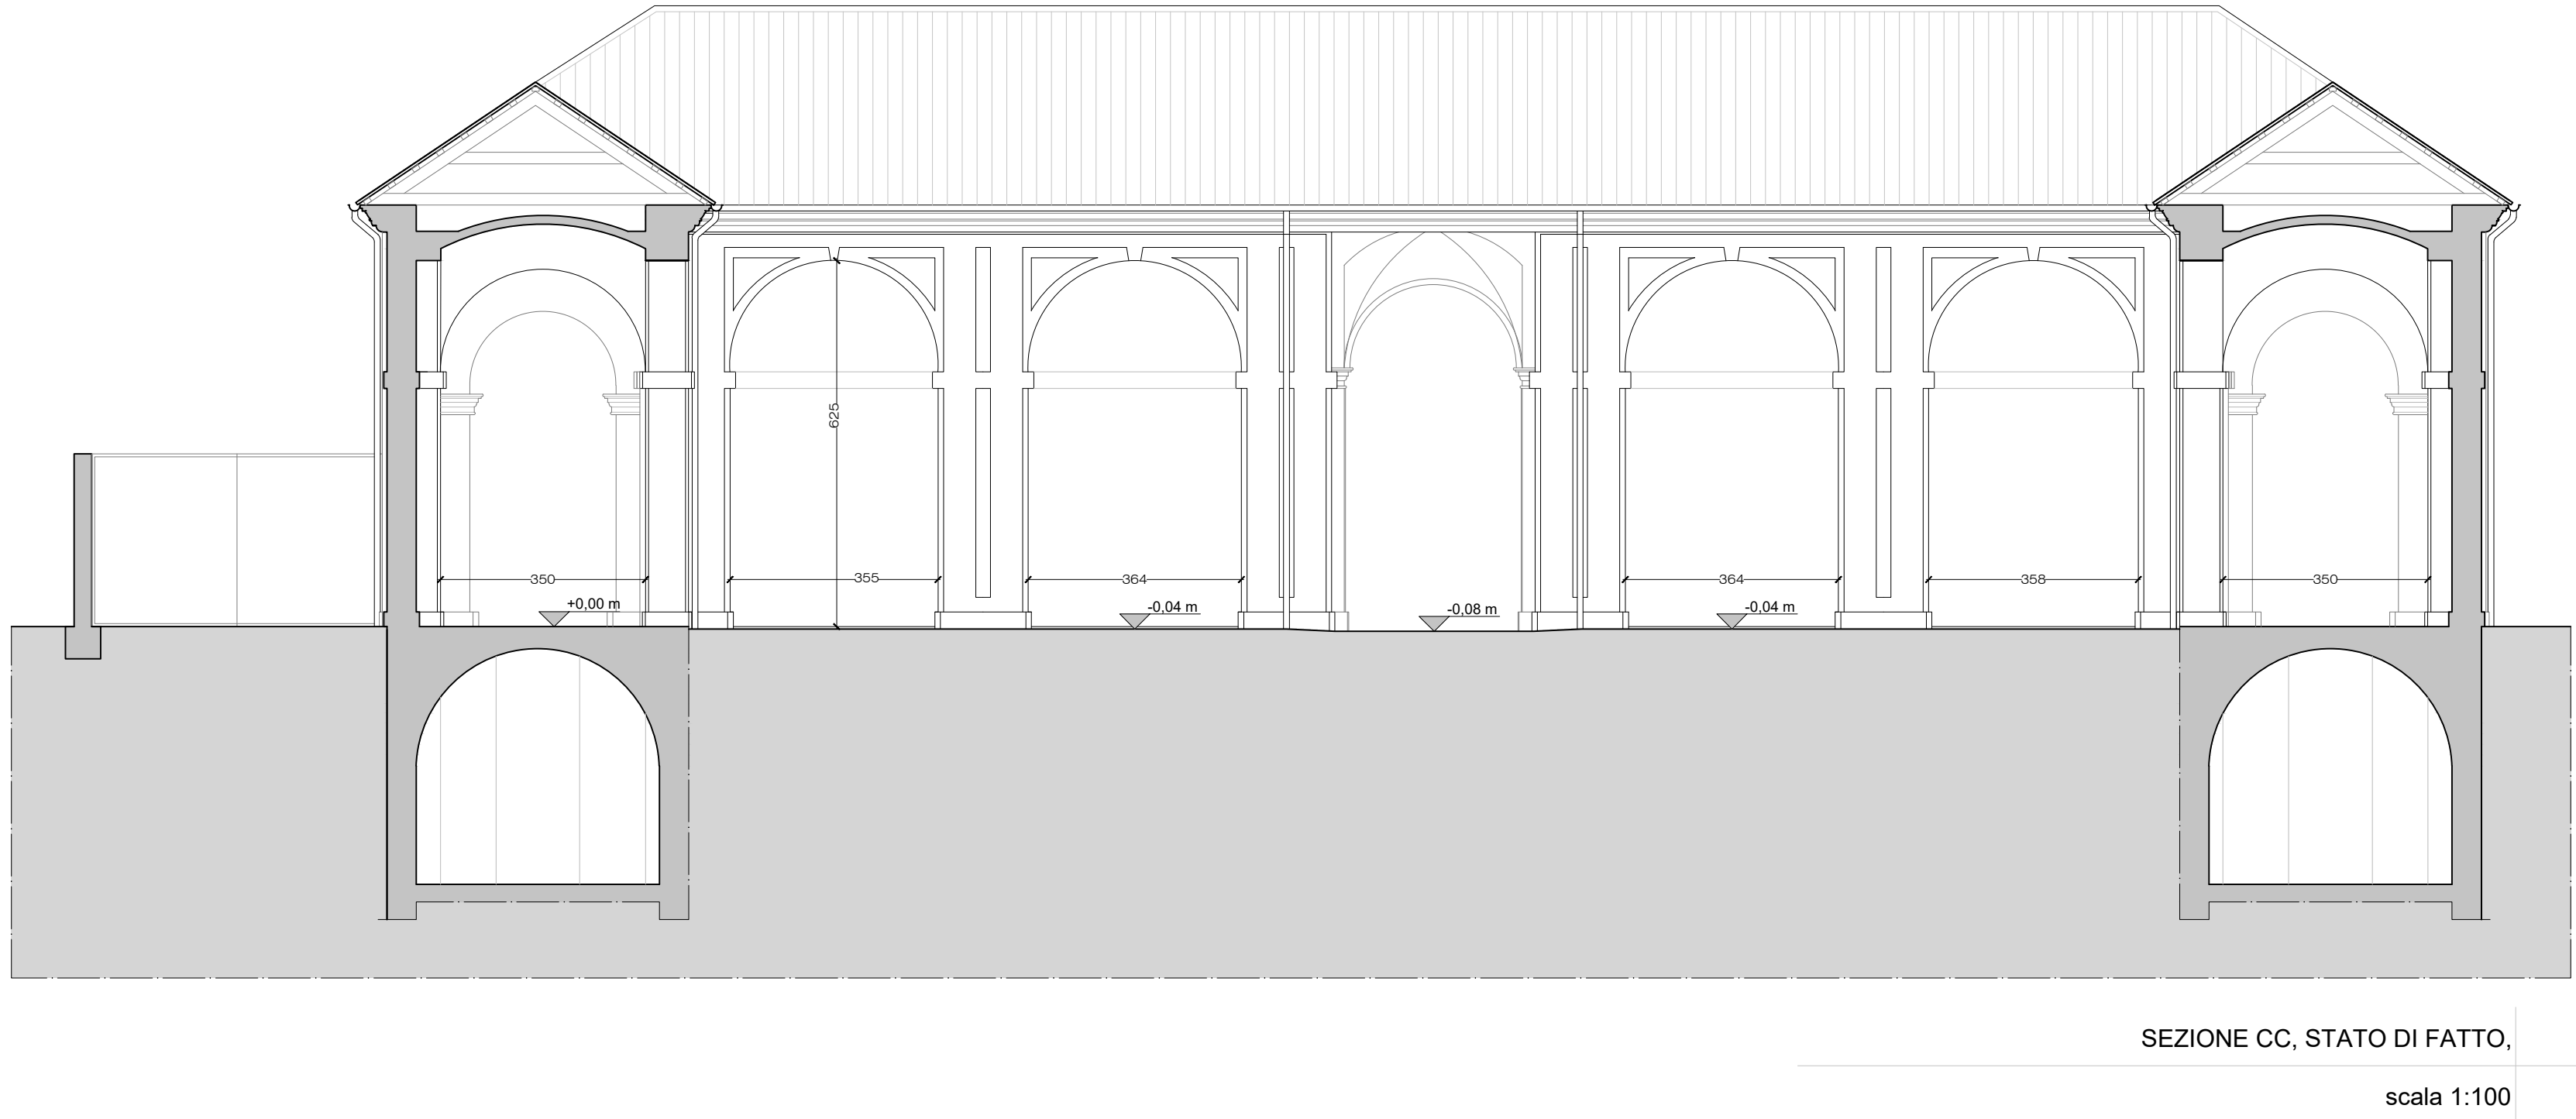 625
350
355
364
364
358
350
+0,00 m
-0,04 m
-0,08 m
-0,04 m
SEZIONE CC, STATO DI FATTO,
scala 1:100